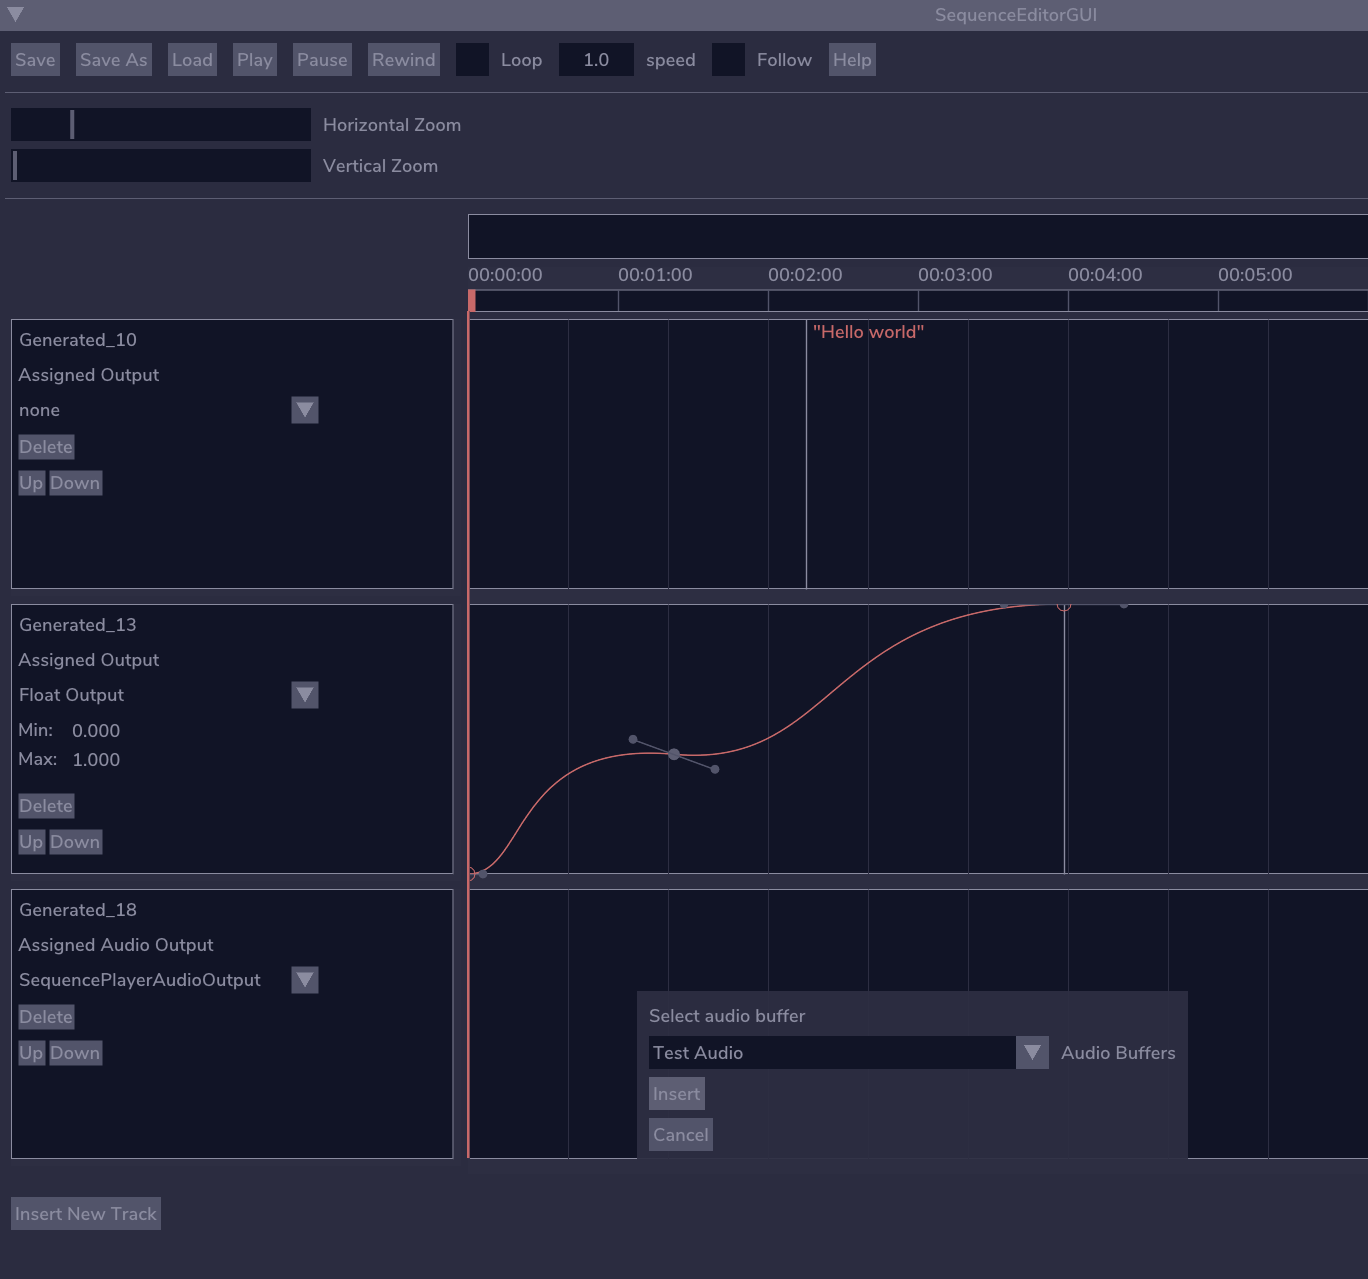 SequenceEditorGUI
Save Save As Load Play Pause Rewind Loop 1.0 speed Follow Help
Horizontal Zoom
Vertical Zoom
00:00:00 00:01:00 00:02:00 00:03:00 00:04:00 00:05:00
Generated_10
"Hello world"
Assigned Output
none
Delete
Up Down
Generated_13
Assigned Output
Float Output
Min: 0.000
Max: 1.000
Delete
Up Down
Generated_18
Assigned Audio Output
SequencePlayerAudioOutput
Delete
Up Down
Select audio buffer
Test Audio Audio Buffers
Insert
Cancel
Insert New Track